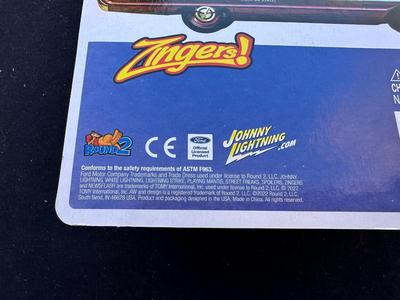 Zingers!
ROUND 2
CE
Ford
Official
Licensed
Product
JOHNNY
LIGHTNING
.COM
Conforms to the safety requirements of ASTM F963.
Ford Motor Company Trademarks and Trade Dress used under license to Round 2, LLC. JOHNNY
LIGHTNING, WHITE LIGHTNING, LIGHTNING STRIKE, PLAYING MANTIS, STREET FREAKS, SPOILERS, ZINGERS
and NEWSFLASH are trademarks of TOMY International, Inc. used under license to Round 2, LLC. © 2022
TOMY International, Inc. AW and design is a registered trademark of Round 2, LLC. ©2022 Round 2, LLC,
South Bend, IN 46628 USA. Product and packaging designed in the USA. Made in China. All rights reserved.
CH
N